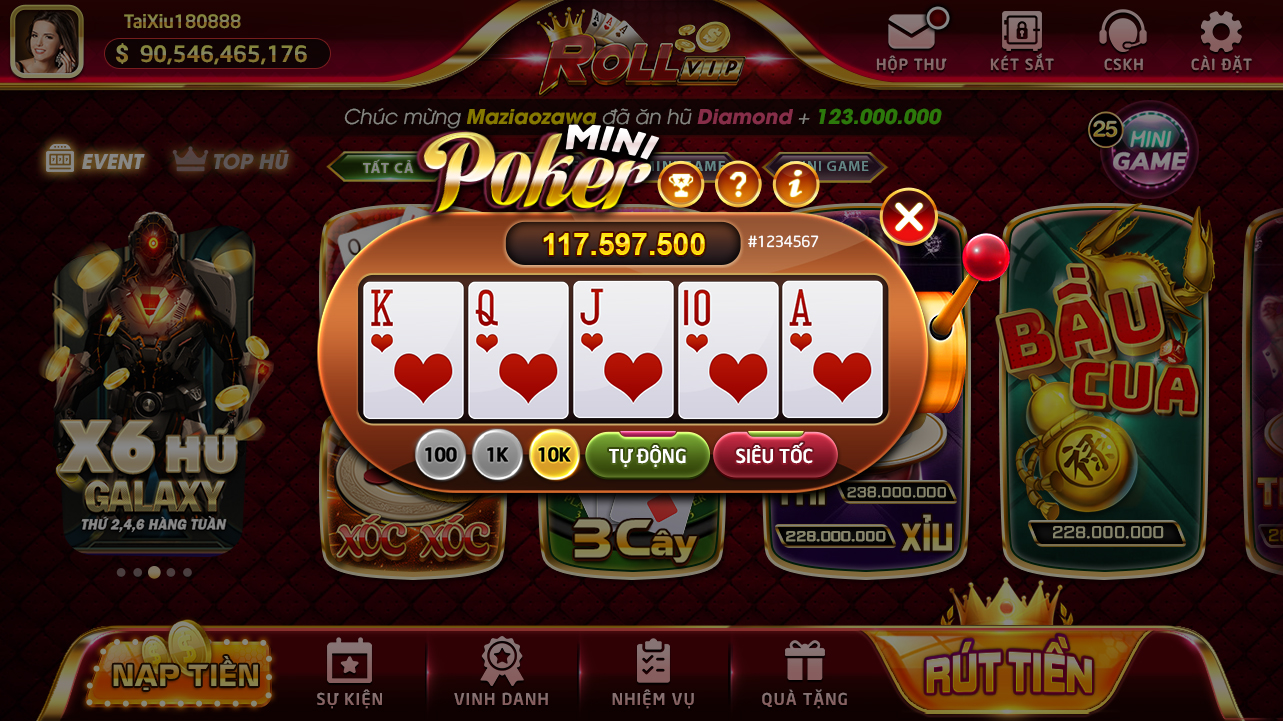 TaiXiu180888
$ 90,546,465,176
ROLL VIP
HỘP THƯ
KÉT SẮT
CSKH
CÀI ĐẶT
Chúc mừng Maziaozawa đã ăn hũ Diamond + 123.000.000
EVENT
TOP HŨ
TẤT CẢ
MINI GAME
25
MINI
GAME
MINI
Poker
?
i
X
117.597.500
#1234567
K
Q
J
10
A
100
1K
10K
TỰ ĐỘNG
SIÊU TỐC
X6 HŨ
GALAXY
THỨ 2,4,6 HÀNG TUẦN
XÓC XÓC
3 Cây
238.000.000
228.000.000
XỈU
BẦU
CUA
228.000.000
NẠP TIỀN
SỰ KIỆN
VINH DANH
NHIỆM VỤ
QUÀ TẶNG
RÚT TIỀN